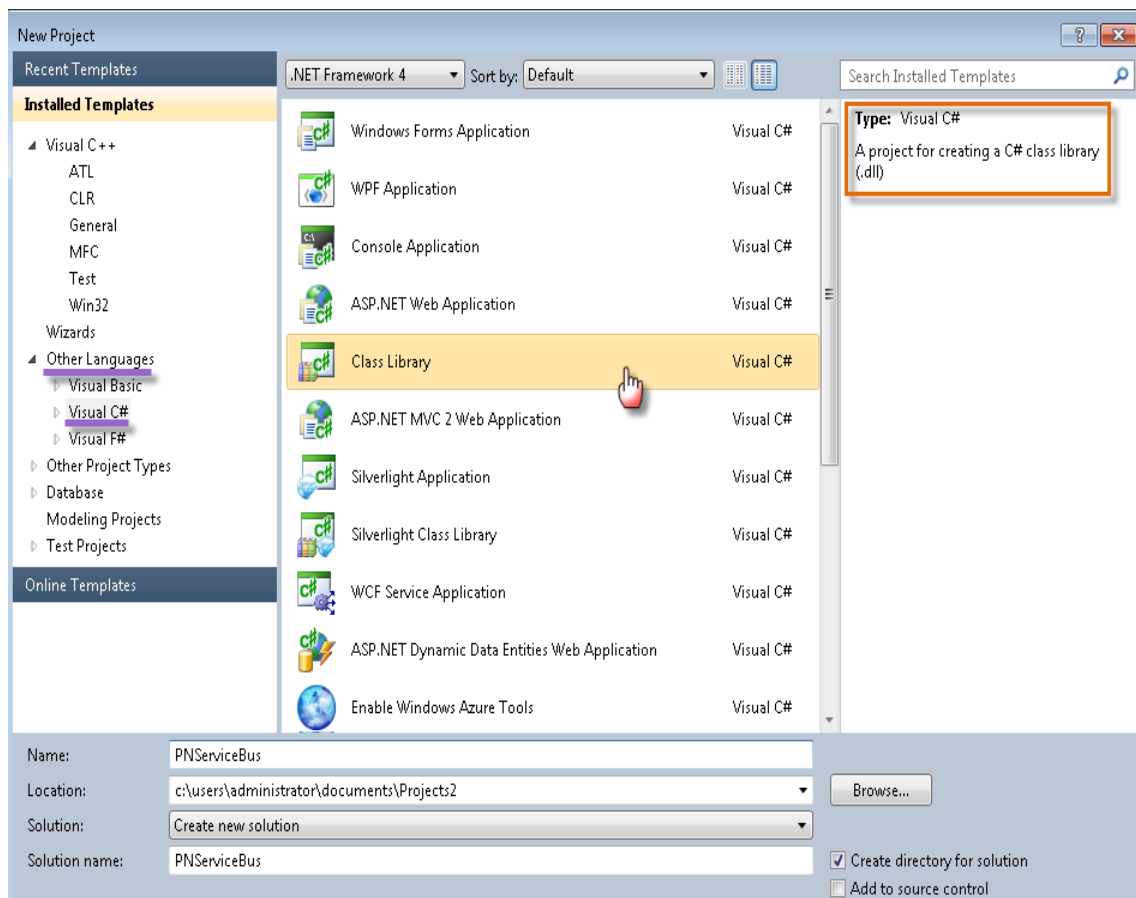 New Project
Recent Templates
Installed Templates
Visual C++
ATL
CLR
General
MFC
Test
Win32
Wizards
Other Languages
Visual Basic
Visual C#
Visual F#
Other Project Types
Database
Modeling Projects
Test Projects
Online Templates
.NET Framework 4
Sort by: Default
Windows Forms Application Visual C#
WPF Application Visual C#
Console Application Visual C#
ASP.NET Web Application Visual C#
Class Library Visual C#
ASP.NET MVC 2 Web Application Visual C#
Silverlight Application Visual C#
Silverlight Class Library Visual C#
WCF Service Application Visual C#
ASP.NET Dynamic Data Entities Web Application Visual C#
Enable Windows Azure Tools Visual C#
Search Installed Templates
Type: Visual C#
A project for creating a C# class library
(.dll)
Name: PNServiceBus
Location: c:\users\administrator\documents\Projects2
Browse...
Solution: Create new solution
Solution name: PNServiceBus
Create directory for solution
Add to source control